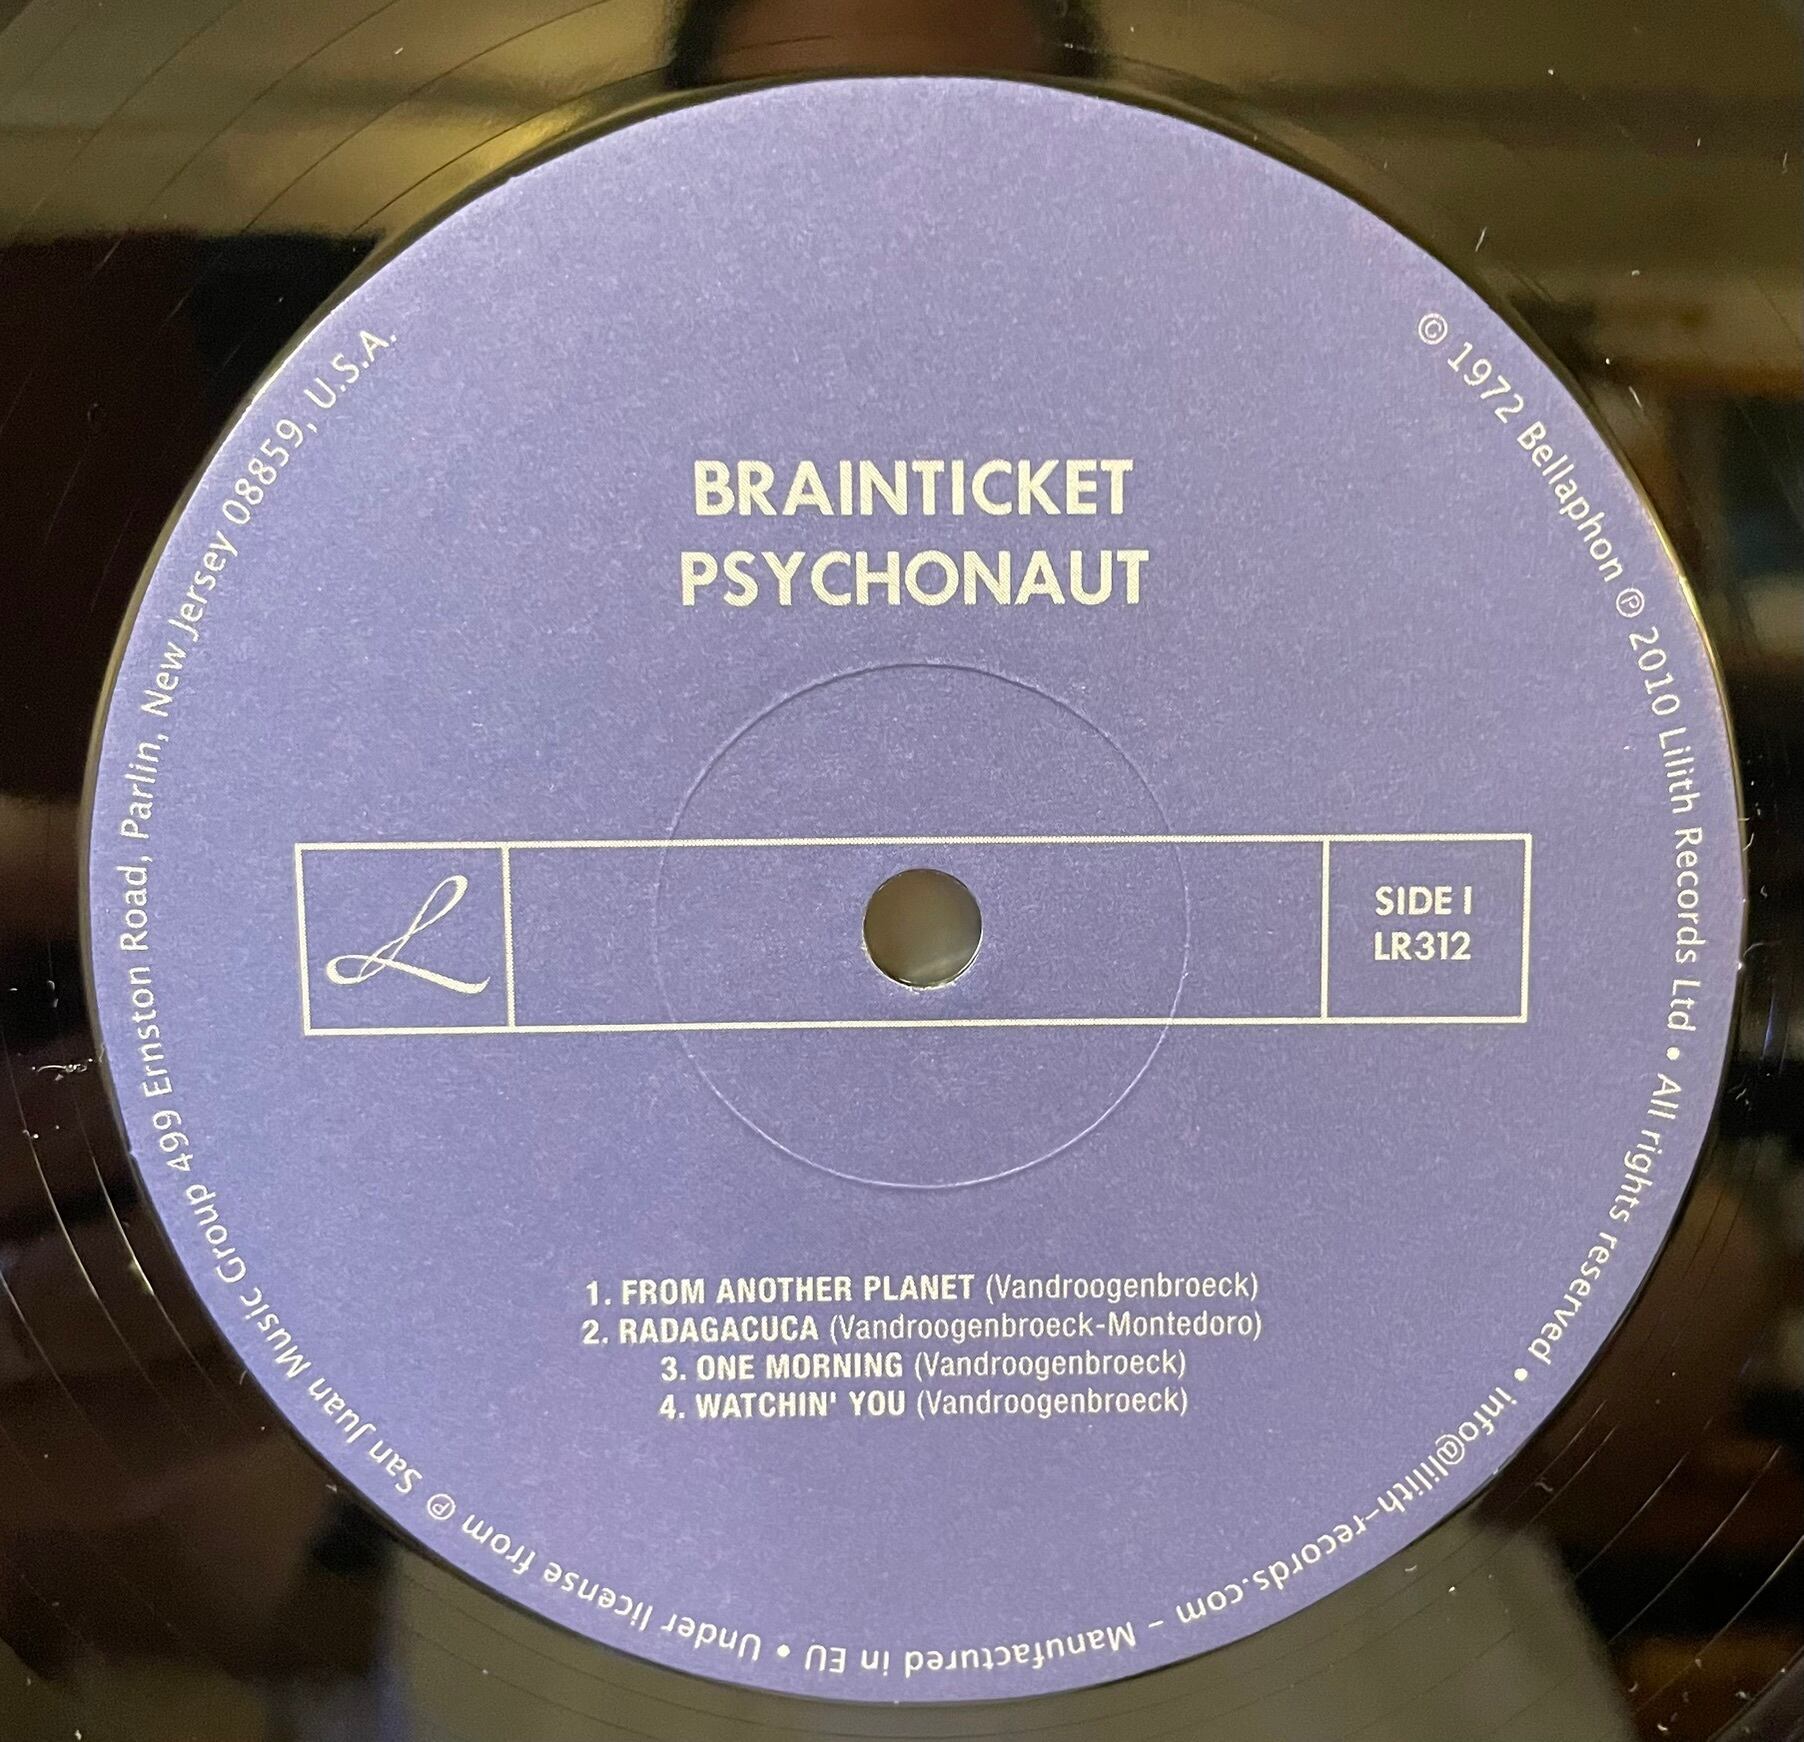 BRAINTICKET
PSYCHONAUT
L
SIDE I
LR312
1. FROM ANOTHER PLANET (Vandroogenbroeck)
2. RADAGACUCA (Vandroogenbroeck-Montedoro)
3. ONE MORNING (Vandroogenbroeck)
4. WATCHIN' YOU (Vandroogenbroeck)
© 1972 Bellaphon ℗ 2010 Lilith Records Ltd • All rights reserved • info@lilith-records.com - Manufactured in EU • Under license from ℗ San Juan Music Group 499 Ernston Road, Parlin, New Jersey 08859, U.S.A.